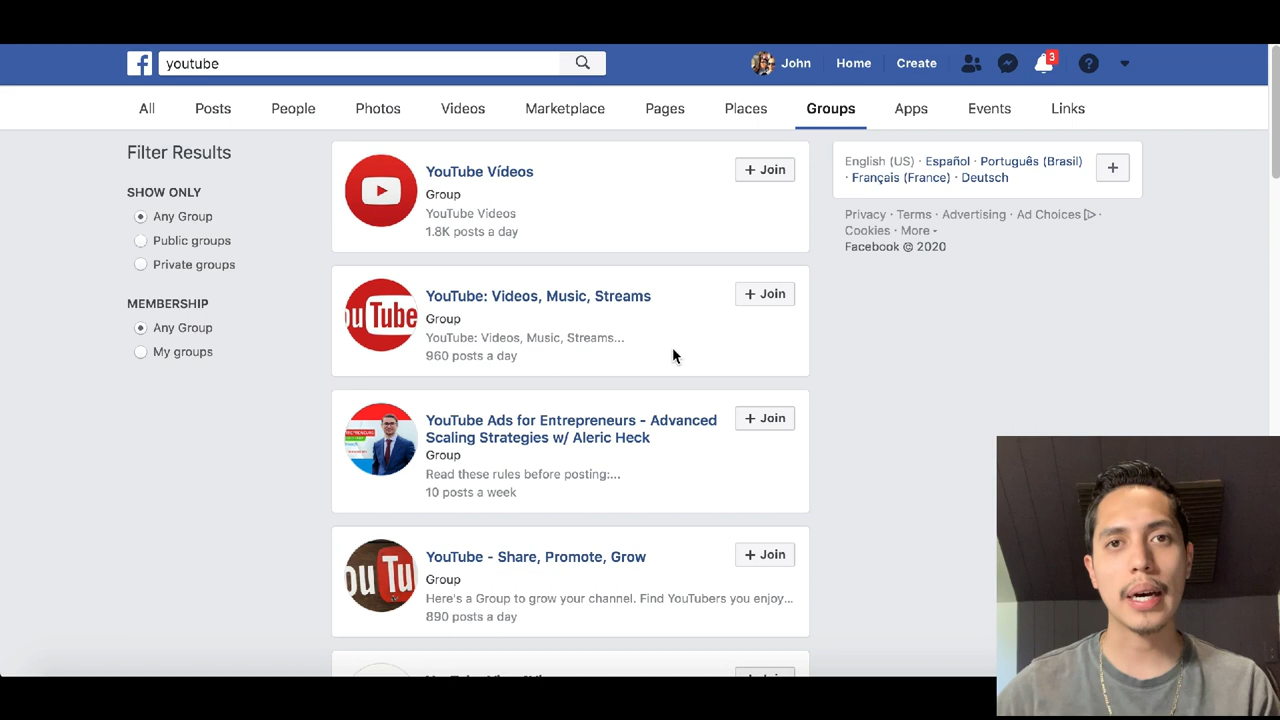 youtube
John
Home
Create
3
All
Posts
People
Photos
Videos
Marketplace
Pages
Places
Groups
Apps
Events
Links
Filter Results
SHOW ONLY
Any Group
Public groups
Private groups
MEMBERSHIP
Any Group
My groups
YouTube Vídeos
Group
YouTube Videos
1.8K posts a day
+ Join
ouTube
YouTube: Videos, Music, Streams
Group
YouTube: Videos, Music, Streams...
960 posts a day
+ Join
YouTube Ads for Entrepreneurs - Advanced
Scaling Strategies w/ Aleric Heck
Group
Read these rules before posting:...
10 posts a week
+ Join
ou Tu
YouTube - Share, Promote, Grow
Group
Here's a Group to grow your channel. Find YouTubers you enjoy...
890 posts a day
+ Join
English (US) · Español · Português (Brasil)
· Français (France) · Deutsch
Privacy · Terms · Advertising · Ad Choices ·
Cookies · More
Facebook © 2020